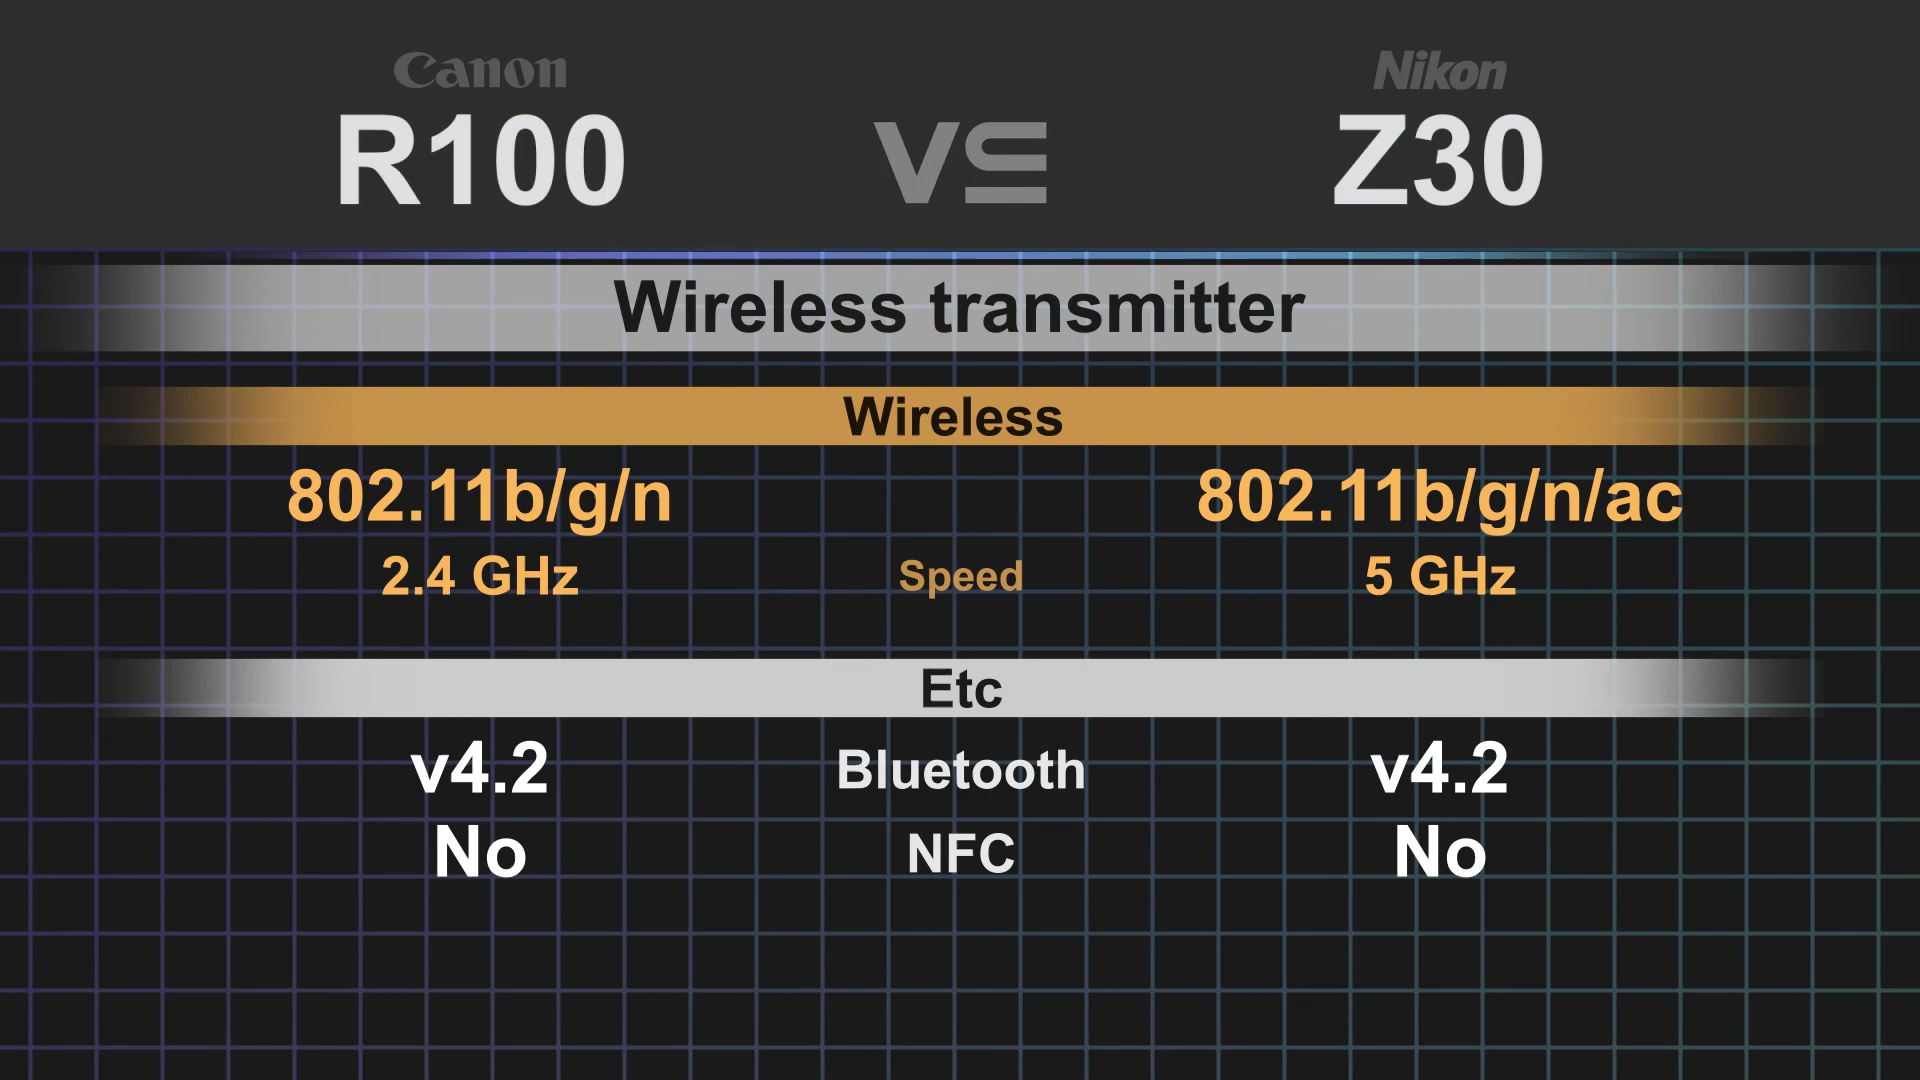 Canon
R100
VS
Nikon
Z30
Wireless transmitter
Wireless
802.11b/g/n
802.11b/g/n/ac
2.4 GHz
Speed
5 GHz
Etc
v4.2
Bluetooth
v4.2
No
NFC
No